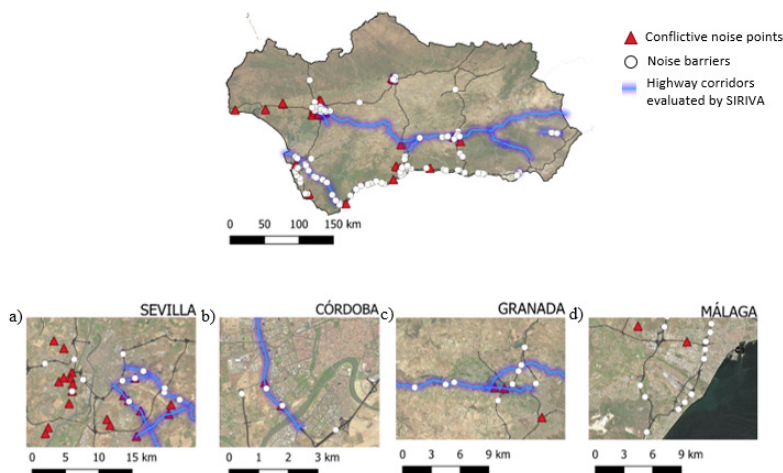 Conflictive noise points
Noise barriers
Highway corridors
evaluated by SIRIVA
0 50 100 150 km
a) SEVILLA
b) CÓRDOBA
c) GRANADA
d) MÁLAGA
0 5 10 15 km
0 1 2 3 km
0 3 6 9 km
0 3 6 9 km